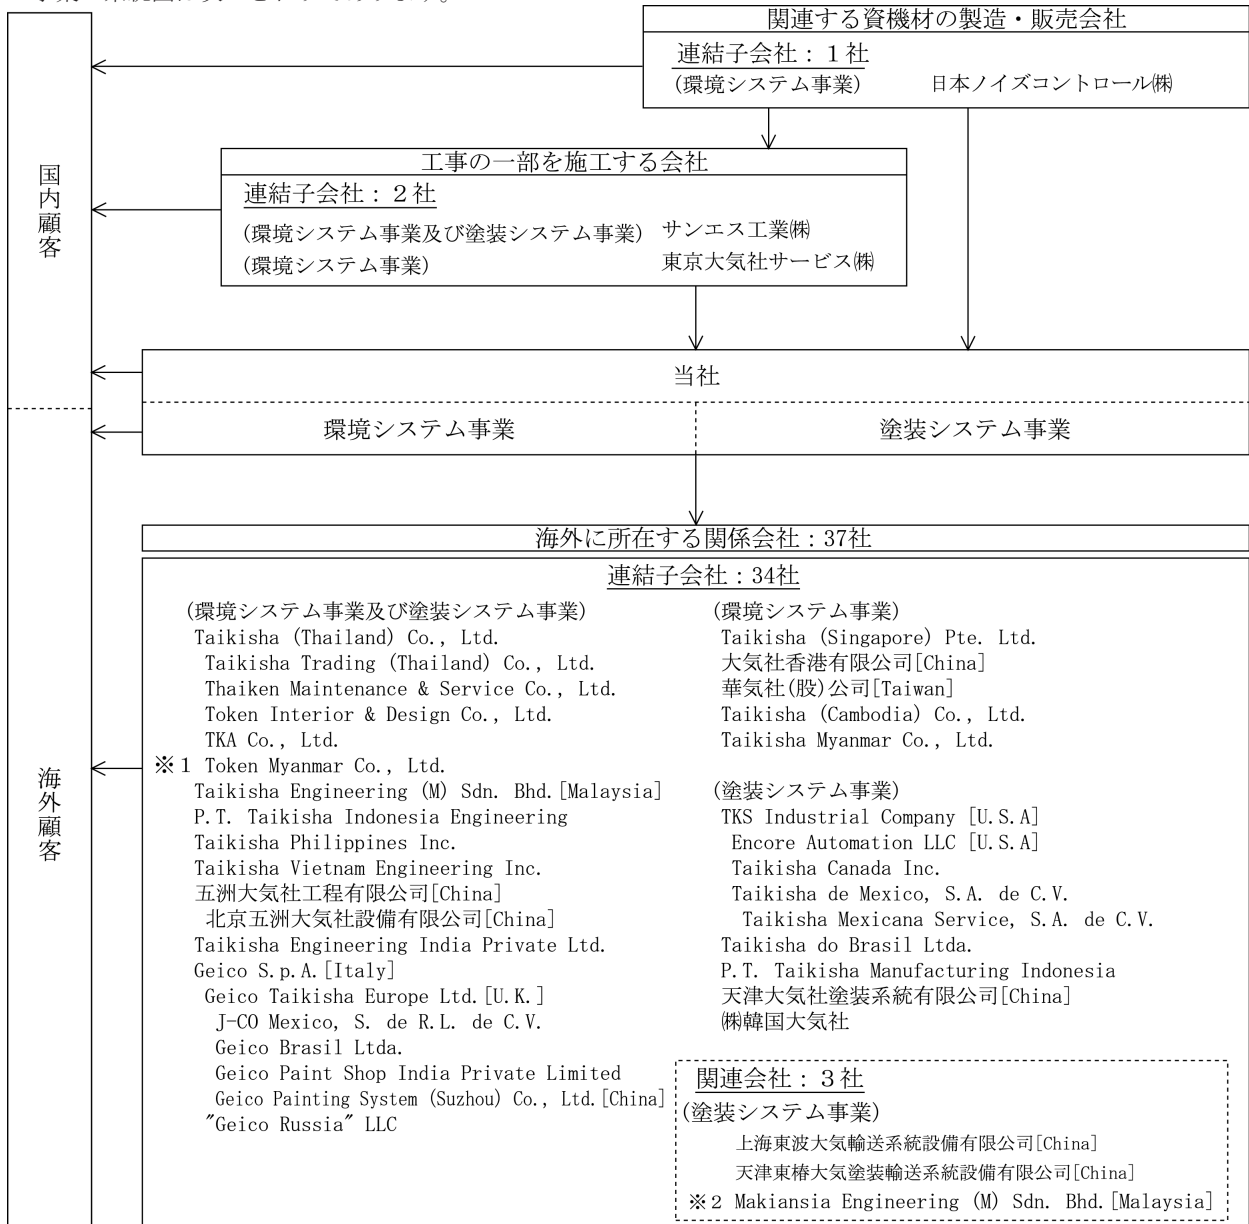 関連する資機材の製造・販売会社
連結子会社：１社
(環境システム事業) 日本ノイズコントロール㈱
国内顧客
工事の一部を施工する会社
連結子会社：２社
(環境システム事業及び塗装システム事業) サンエス工業㈱
(環境システム事業) 東京大気社サービス㈱
当社
環境システム事業 塗装システム事業
海外に所在する関係会社：37社
連結子会社：34社
海外顧客
(環境システム事業及び塗装システム事業)
Taikisha (Thailand) Co., Ltd.
Taikisha Trading (Thailand) Co., Ltd.
Thaiken Maintenance & Service Co., Ltd.
Token Interior & Design Co., Ltd.
TKA Co., Ltd.
※１ Token Myanmar Co., Ltd.
Taikisha Engineering (M) Sdn. Bhd.[Malaysia]
P.T. Taikisha Indonesia Engineering
Taikisha Philippines Inc.
Taikisha Vietnam Engineering Inc.
五洲大気社工程有限公司[China]
北京五洲大気社設備有限公司[China]
Taikisha Engineering India Private Ltd.
Geico S.p.A.[Italy]
Geico Taikisha Europe Ltd.[U.K.]
J-CO Mexico, S. de R.L. de C.V.
Geico Brasil Ltda.
Geico Paint Shop India Private Limited
Geico Painting System (Suzhou) Co., Ltd.[China]
"Geico Russia" LLC
(環境システム事業)
Taikisha (Singapore) Pte. Ltd.
大気社香港有限公司[China]
華気社(股)公司[Taiwan]
Taikisha (Cambodia) Co., Ltd.
Taikisha Myanmar Co., Ltd.
(塗装システム事業)
TKS Industrial Company [U.S.A]
Encore Automation LLC [U.S.A]
Taikisha Canada Inc.
Taikisha de Mexico, S.A. de C.V.
Taikisha Mexicana Service, S.A. de C.V.
Taikisha do Brasil Ltda.
P.T. Taikisha Manufacturing Indonesia
天津大気社塗装系統有限公司[China]
㈱韓国大気社
関連会社：３社
(塗装システム事業)
上海東波大気輸送系統設備有限公司[China]
天津東椿大気塗装輸送系統設備有限公司[China]
※２ Makiansia Engineering (M) Sdn. Bhd.[Malaysia]